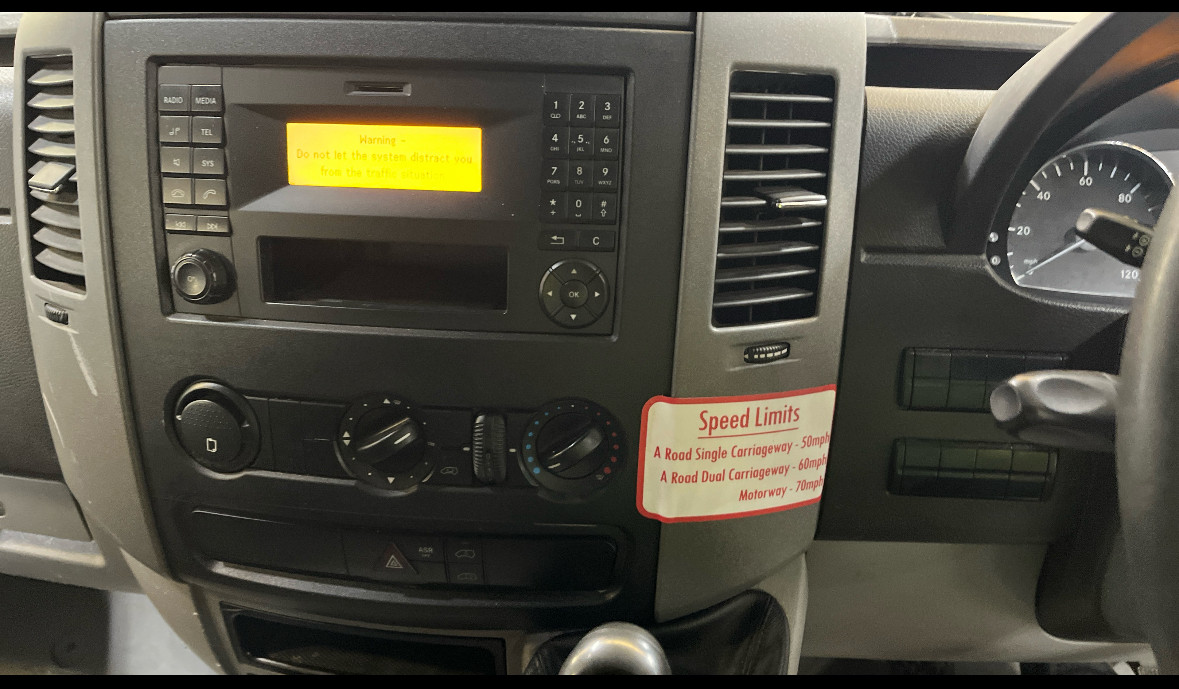 RADIO MEDIA
TEL
SYS
Warning -
Do not let the system distract you
from the traffic situation
1 2 3
ABC DEF
4 5 6
GHI JKL MNO
7 8 9
PQRS TUV WXYZ
* 0 #
+
C
OK
20
40
60
80
120
mph
Speed Limits
A Road Single Carriageway - 50mph
A Road Dual Carriageway - 60mph
Motorway - 70mph